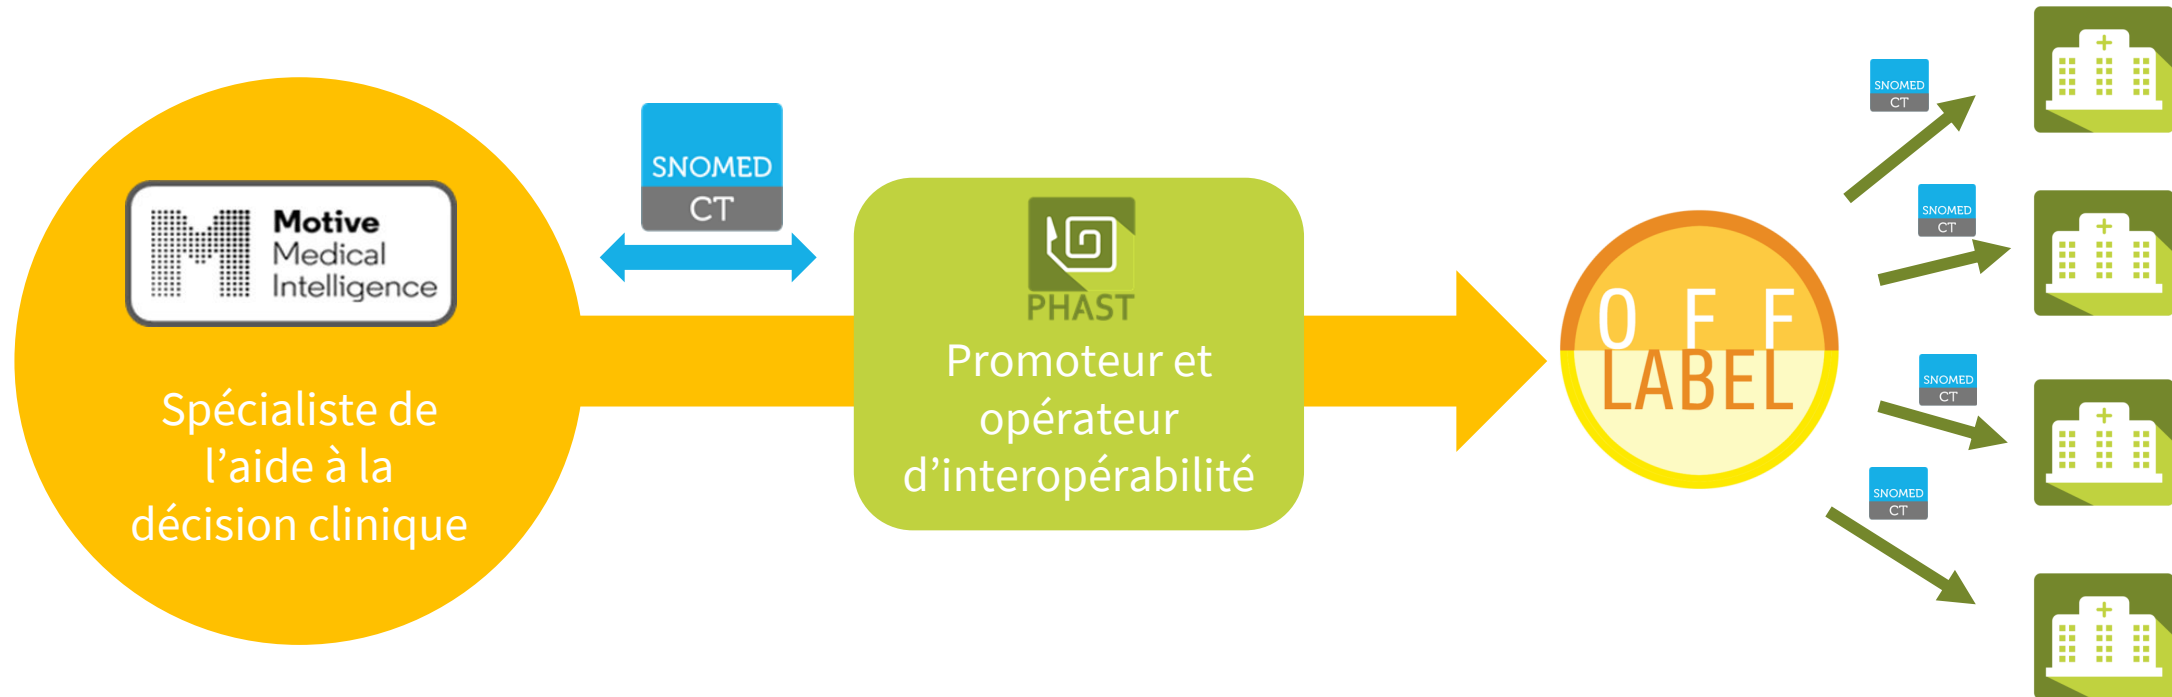 Motive
Medical
Intelligence
Spécialiste de
l’aide à la
décision clinique
SNOMED
CT
PHAST
Promoteur et
opérateur
d’interopérabilité
O F F
LABEL
SNOMED
CT
SNOMED
CT
SNOMED
CT
SNOMED
CT